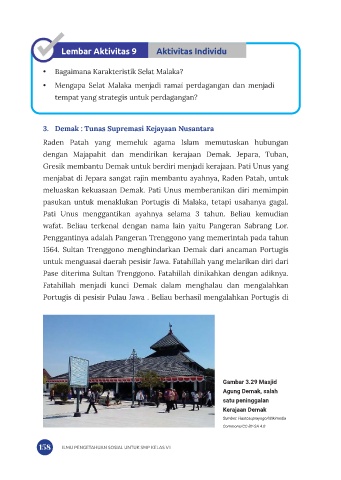 Lembar Aktivitas 9 Aktivitas Individu
• Bagaimana Karakteristik Selat Malaka?
• Mengapa Selat Malaka menjadi ramai perdagangan dan menjadi
tempat yang strategis untuk perdagangan?
3. Demak : Tunas Supremasi Kejayaan Nusantara
Raden Patah yang memeluk agama Islam memutuskan hubungan
dengan Majapahit dan mendirikan kerajaan Demak. Jepara, Tuban,
Gresik membantu Demak untuk berdiri menjadi kerajaan. Pati Unus yang
menjabat di Jepara sangat rajin membantu ayahnya, Raden Patah, untuk
meluaskan kekuasaan Demak. Pati Unus memberanikan diri memimpin
pasukan untuk menaklukan Portugis di Malaka, tetapi usahanya gagal.
Pati Unus menggantikan ayahnya selama 3 tahun. Beliau kemudian
wafat. Beliau terkenal dengan nama lain yaitu Pangeran Sabrang Lor.
Penggantinya adalah Pangeran Trenggono yang memerintah pada tahun
1564. Sultan Trenggono menghindarkan Demak dari ancaman Portugis
untuk menguasai daerah pesisir Jawa. Fatahillah yang melarikan diri dari
Pase diterima Sultan Trenggono. Fatahillah dinikahkan dengan adiknya.
Fatahillah menjadi kunci Demak dalam menghalau dan mengalahkan
Portugis di pesisir Pulau Jawa . Beliau berhasil mengalahkan Portugis di
Gambar 3.29 Masjid
Agung Demak, salah
satu peninggalan
Kerajaan Demak
158 ILMU PENGETAHUAN SOSIAL UNTUK SMP KELAS VII